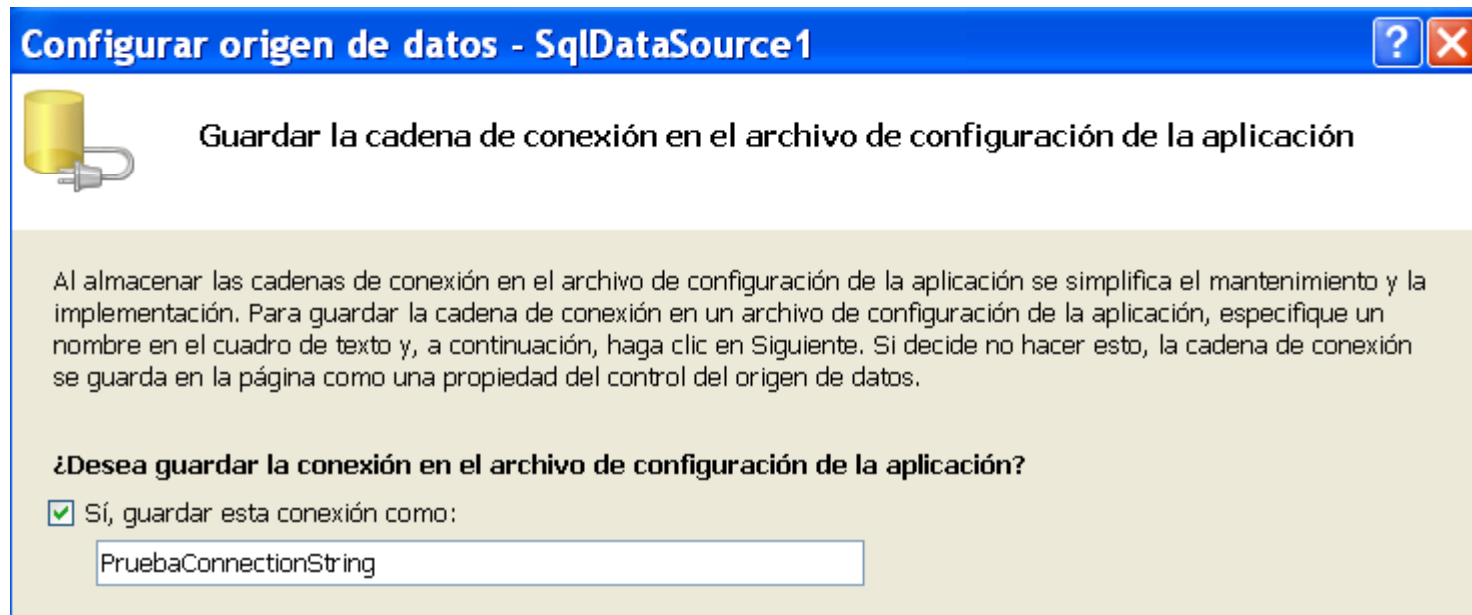 Configurar origen de datos - SqlDataSource1
Guardar la cadena de conexión en el archivo de configuración de la aplicación
Al almacenar las cadenas de conexión en el archivo de configuración de la aplicación se simplifica el mantenimiento y la
implementación. Para guardar la cadena de conexión en un archivo de configuración de la aplicación, especifique un
nombre en el cuadro de texto y, a continuación, haga clic en Siguiente. Si decide no hacer esto, la cadena de conexión
se guarda en la página como una propiedad del control del origen de datos.
¿Desea guardar la conexión en el archivo de configuración de la aplicación?
Sí, guardar esta conexión como:
PruebaConnectionString